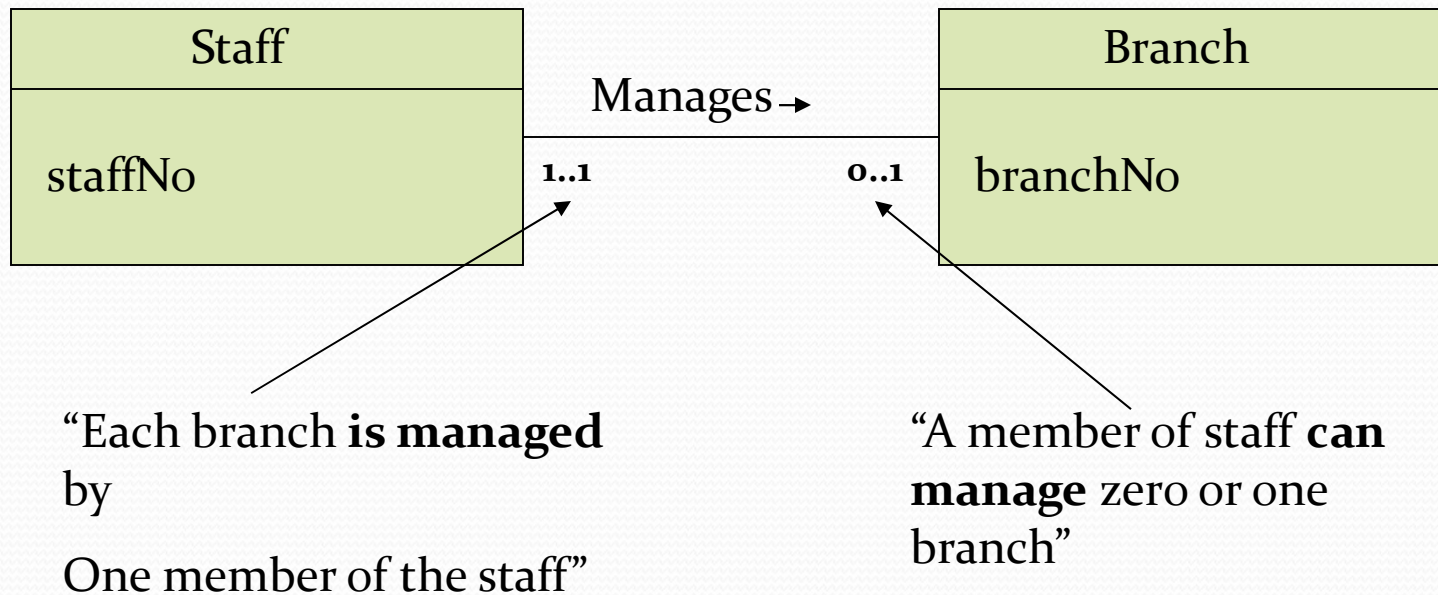 Staff
Branch
Manages
staffNo
1..1
0..1
branchNo
“Each branch is managed
by
One member of the staff”
“A member of staff can
manage zero or one
branch”